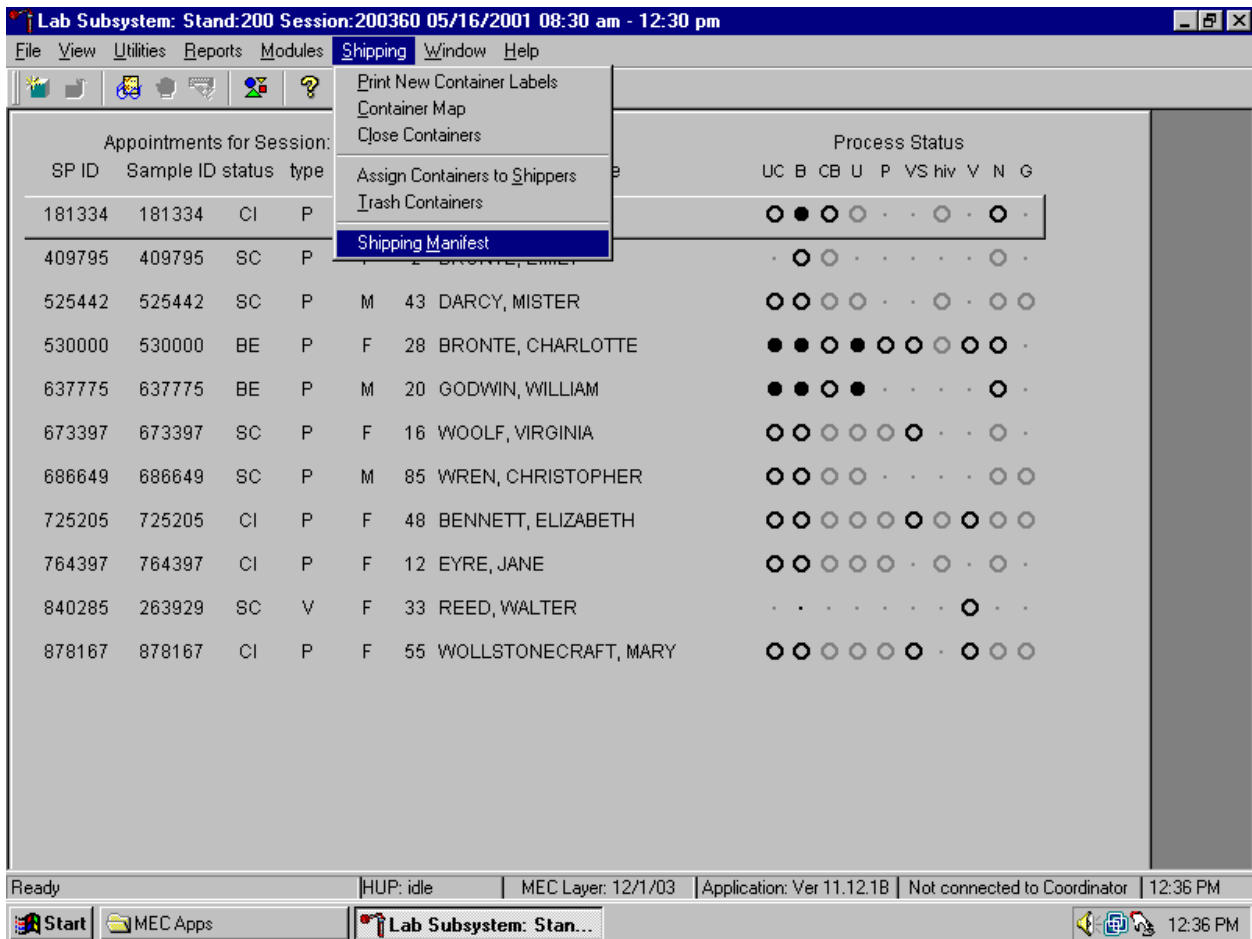 Lab Subsystem: Stand:200 Session:200360 05/16/2001 08:30 am - 12:30 pm
File View Utilities Reports Modules Shipping Window Help
Print New Container Labels
Container Map
Close Containers
Assign Containers to Shippers
Trash Containers
Shipping Manifest
Appointments for Session: Process Status
SP ID Sample ID status type UC B CB U P VS hiv V N G
181334 181334 CI P
409795 409795 SC P
525442 525442 SC P M 43 DARCY, MISTER
530000 530000 BE P F 28 BRONTE, CHARLOTTE
637775 637775 BE P M 20 GODWIN, WILLIAM
673397 673397 SC P F 16 WOOLF, VIRGINIA
686649 686649 SC P M 85 WREN, CHRISTOPHER
725205 725205 CI P F 48 BENNETT, ELIZABETH
764397 764397 CI P F 12 EYRE, JANE
840285 263929 SC V F 33 REED, WALTER
878167 878167 CI P F 55 WOLLSTONECRAFT, MARY
Ready HUP: idle MEC Layer: 12/1/03 Application: Ver 11.12.1B Not connected to Coordinator 12:36 PM
Start MEC Apps Lab Subsystem: Stan... 12:36 PM